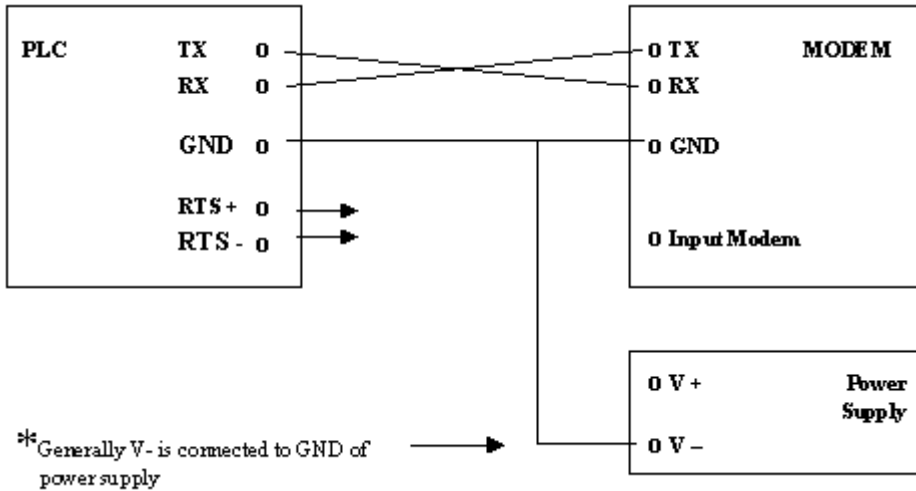 PLC TX 0 0 TX MODEM
RX 0 0 RX
GND 0 0 GND
RTS + 0
RTS - 0 0 Input Modem
0 V + Power
Supply
*Generally V- is connected to GND of
power supply
0 V –